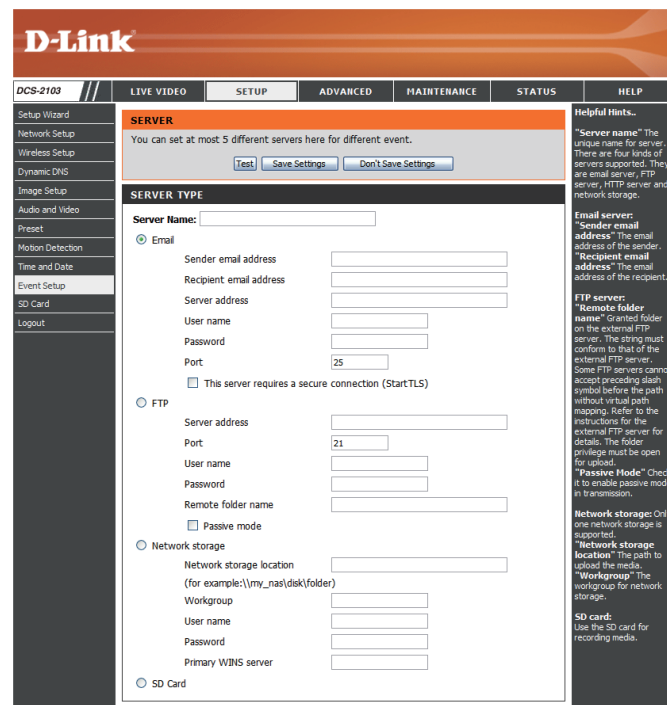 D-Link
DCS-2103
LIVE VIDEO
SETUP
ADVANCED
MAINTENANCE
STATUS
HELP
Setup Wizard
Network Setup
Wireless Setup
Dynamic DNS
Image Setup
Audio and Video
Preset
Motion Detection
Time and Date
Event Setup
SD Card
Logout
SERVER
You can set at most 5 different servers here for different event.
Test
Save Settings
Don't Save Settings
SERVER TYPE
Server Name:
Email
Sender email address
Recipient email address
Server address
User name
Password
Port 25
This server requires a secure connection (StartTLS)
FTP
Server address
Port 21
User name
Password
Remote folder name
Passive mode
Network storage
Network storage location
(for example:\\my_nas\disk\folder)
Workgroup
User name
Password
Primary WINS server
SD Card
Helpful Hints..
"Server name" The
unique name for server.
There are four kinds of
servers supported. They
are email server, FTP
server, HTTP server and
network storage.
Email server:
"Sender email
address" The email
address of the sender.
"Recipient email
address" The email
address of the recipient.
FTP server:
"Remote folder
name" Granted folder
on the external FTP
server. The string must
conform to that of the
external FTP server.
Some FTP servers canno
accept preceding slash
symbol before the path
without virtual path
mapping. Refer to the
instructions for the
external FTP server for
details. The folder
privilege must be open
for upload.
"Passive Mode" Chec
it to enable passive mod
in transmission.
Network storage: Onl
one network storage is
supported.
"Network storage
location" The path to
upload the media.
"Workgroup" The
workgroup for network
storage.
SD card:
Use the SD card for
recording media.